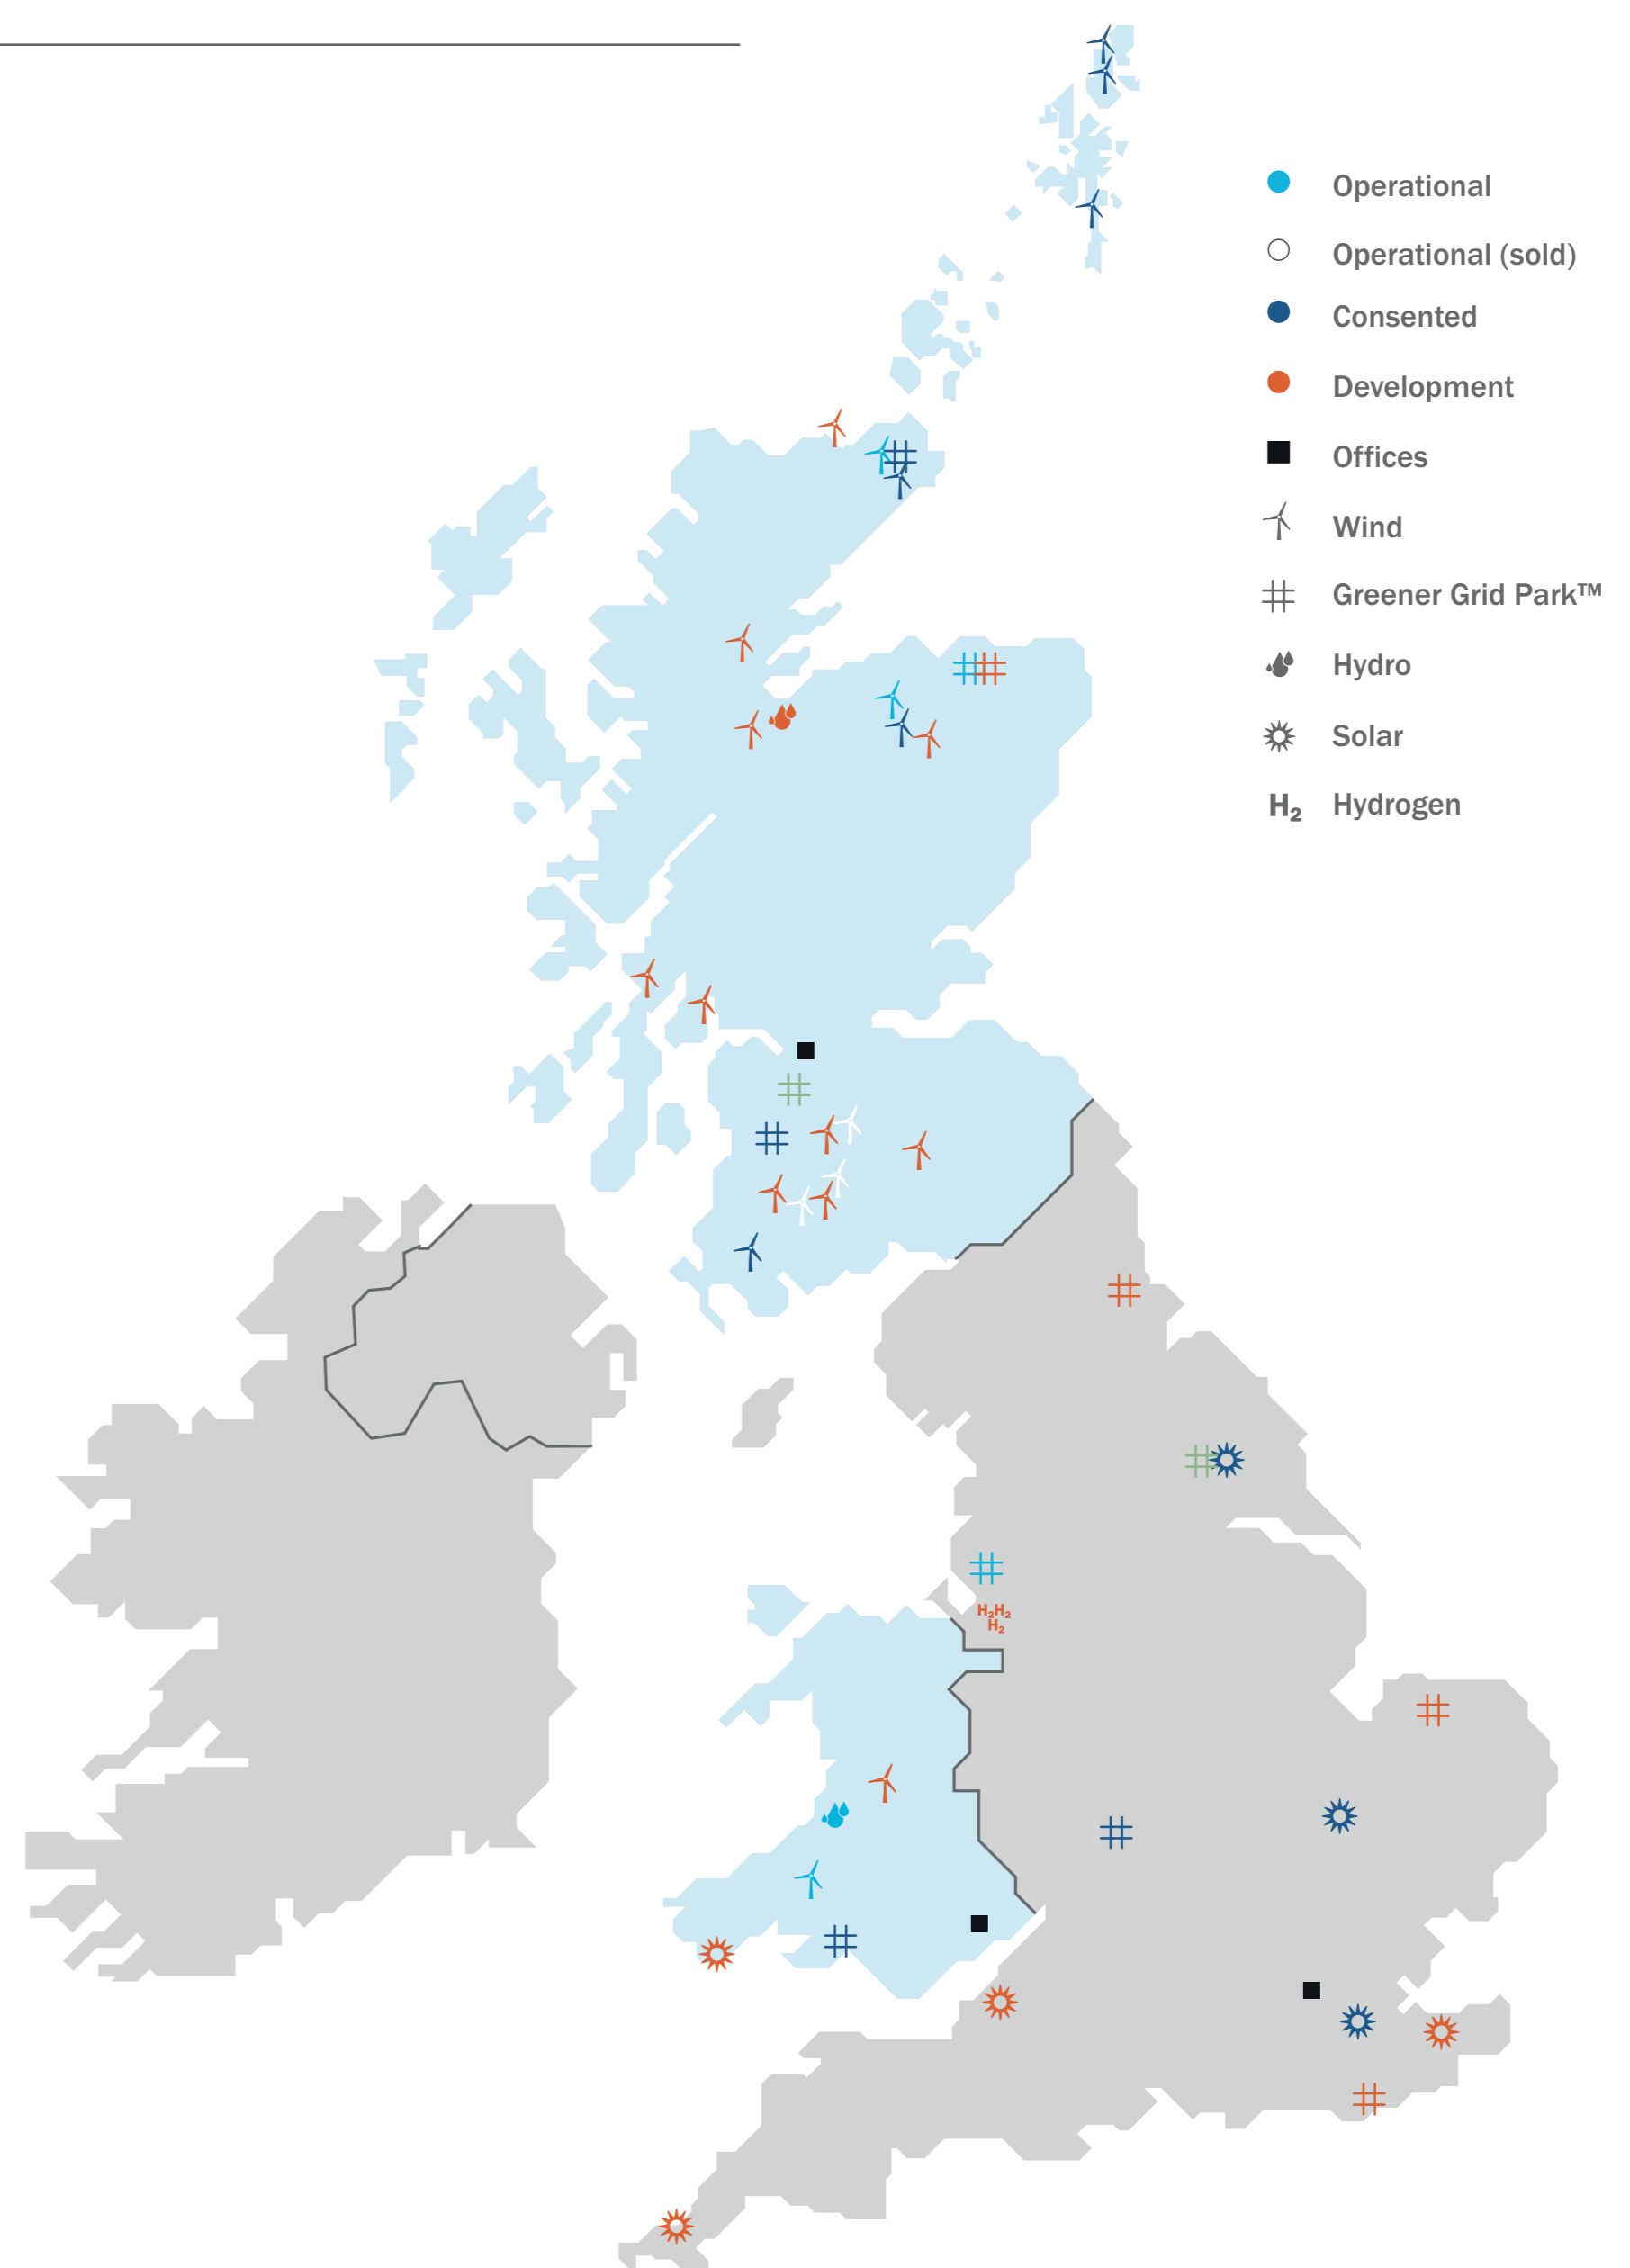 Operational
Operational (sold)
Consented
Development
Offices
Wind
Greener Grid Park™
Hydro
Solar
H₂ Hydrogen
H₂H₂
H₂